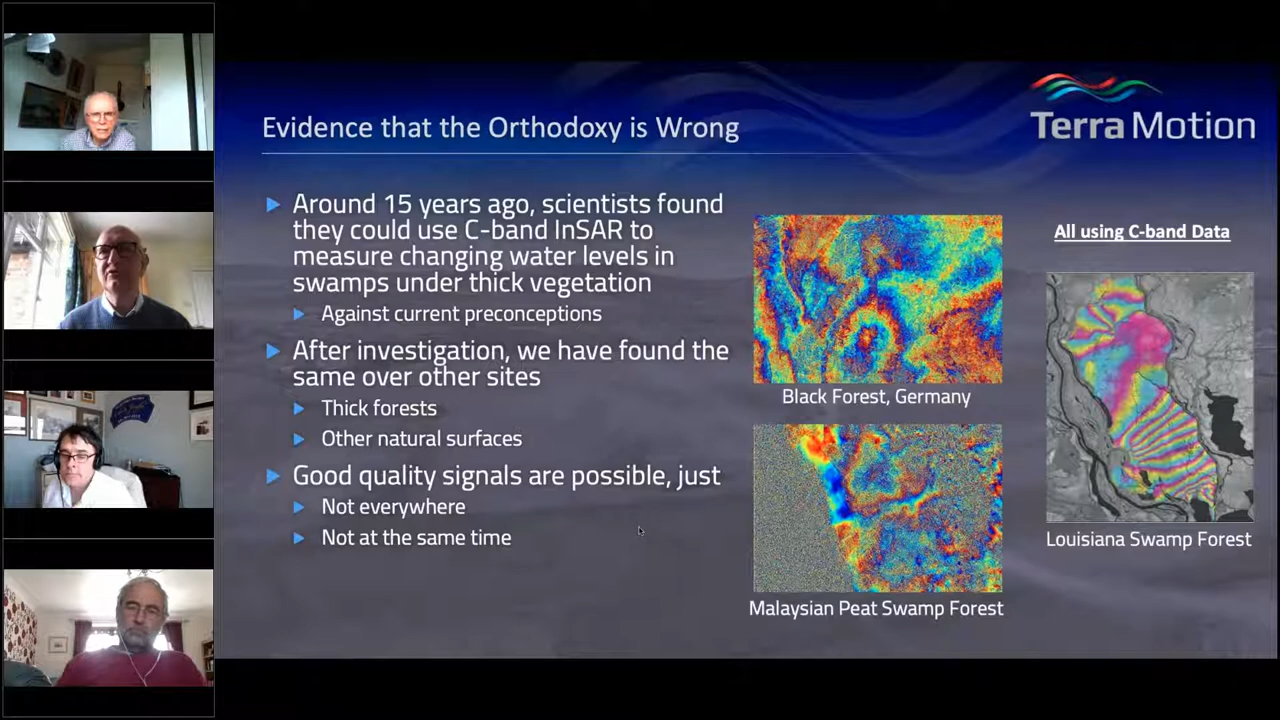 Evidence that the Orthodoxy is Wrong
Terra Motion
Around 15 years ago, scientists found
they could use C-band InSAR to
measure changing water levels in
swamps under thick vegetation
Against current preconceptions
After investigation, we have found the
same over other sites
Thick forests
Other natural surfaces
Good quality signals are possible, just
Not everywhere
Not at the same time
Black Forest, Germany
Malaysian Peat Swamp Forest
All using C-band Data
Louisiana Swamp Forest